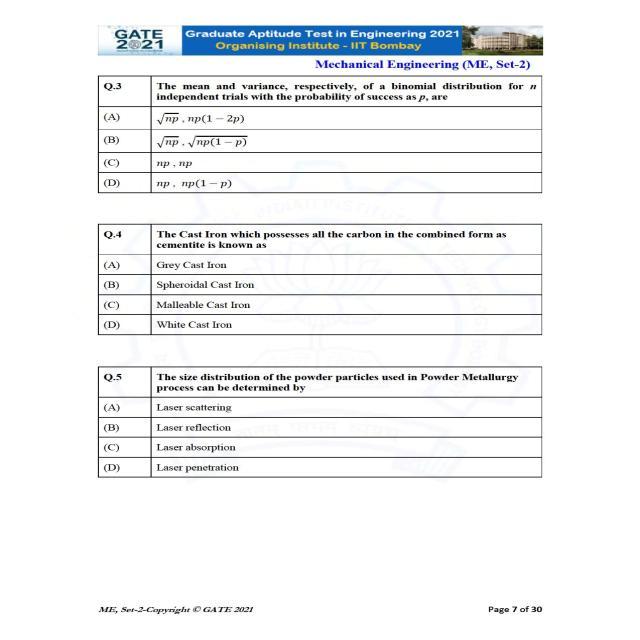 GATE
2021
Graduate Aptitude Test in Engineering 2021
Organising Institute - IIT Bombay
Mechanical Engineering (ME, Set-2)
Q.3 The mean and variance, respectively, of a binomial distribution for n
independent trials with the probability of success as p, are
(A) √np , np(1 − 2p)
(B) √np , √np(1 − p)
(C) np , np
(D) np , np(1 − p)
Q.4 The Cast Iron which possesses all the carbon in the combined form as
cementite is known as
(A) Grey Cast Iron
(B) Spheroidal Cast Iron
(C) Malleable Cast Iron
(D) White Cast Iron
Q.5 The size distribution of the powder particles used in Powder Metallurgy
process can be determined by
(A) Laser scattering
(B) Laser reflection
(C) Laser absorption
(D) Laser penetration
ME, Set-2-Copyright © GATE 2021 Page 7 of 30